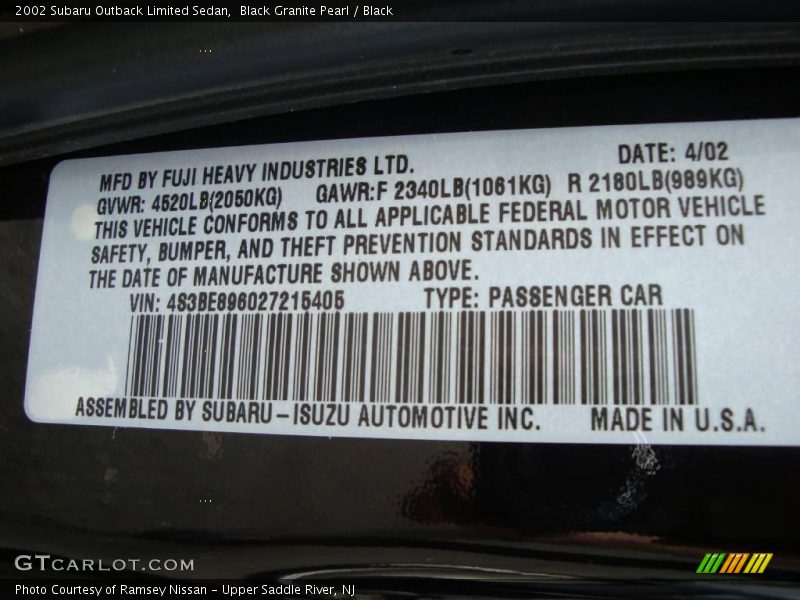 2002 Subaru Outback Limited Sedan,  Black Granite Pearl / Black
MFD BY FUJI HEAVY INDUSTRIES LTD. DATE: 4/02
GVWR: 4520LB(2050KG) GAWR:F 2340LB(1061KG) R 2180LB(989KG)
THIS VEHICLE CONFORMS TO ALL APPLICABLE FEDERAL MOTOR VEHICLE
SAFETY, BUMPER, AND THEFT PREVENTION STANDARDS IN EFFECT ON
THE DATE OF MANUFACTURE SHOWN ABOVE.
VIN: 4S3BE896027215405 TYPE: PASSENGER CAR
ASSEMBLED BY SUBARU-ISUZU AUTOMOTIVE INC. MADE IN U.S.A.
GTCARLOT.COM
Photo Courtesy of Ramsey Nissan - Upper Saddle River, NJ